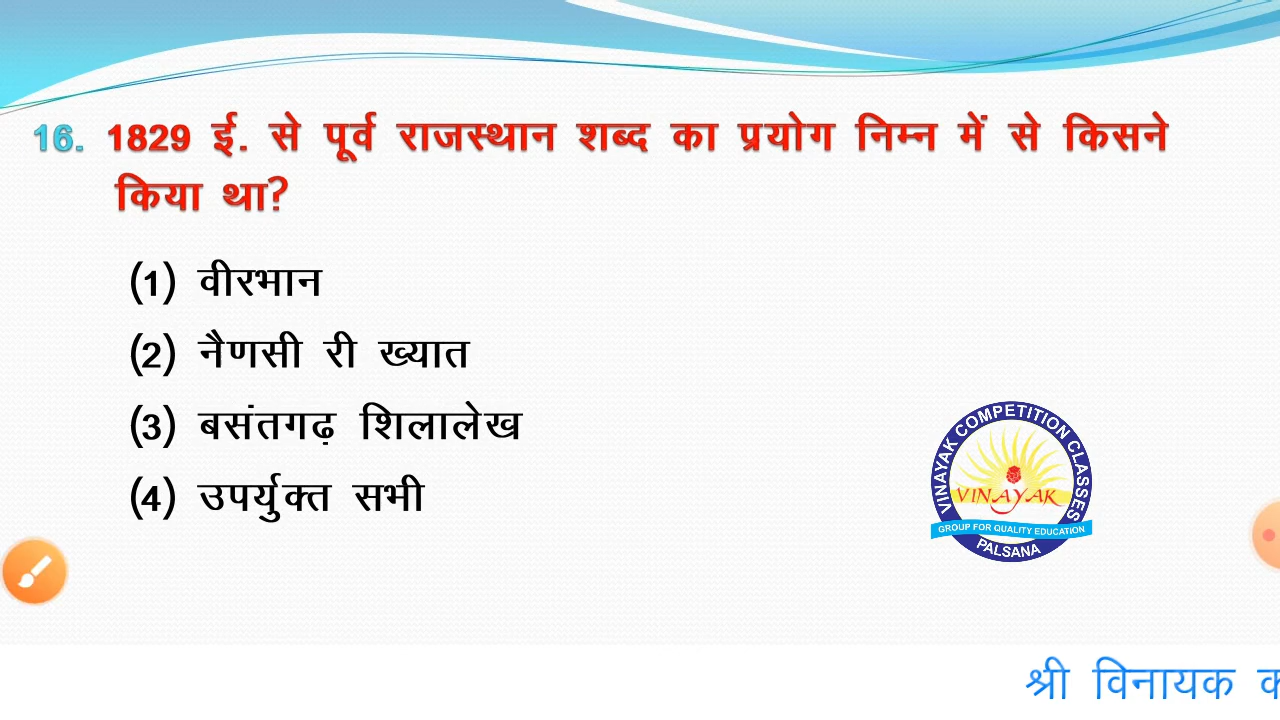 16. 1829 ई. से पूर्व राजस्थान शब्द का प्रयोग निम्न में से किसने
किया था?
(1) वीरभान
(2) नैणसी री ख्यात
(3) बसंतगढ़ शिलालेख
(4) उपर्युक्त सभी
VINAYAK COMPETITION CLASSES
VINAYAK
GROUP FOR QUALITY EDUCATION
PALSANA
श्री विनायक